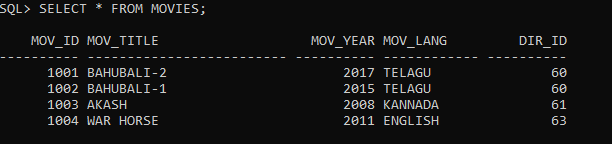 SQL> SELECT * FROM MOVIES;
MOV_ID MOV_TITLE MOV_YEAR MOV_LANG DIR_ID
---------- ------------------------- ---------- ------------ ----------
1001 BAHUBALI-2 2017 TELAGU 60
1002 BAHUBALI-1 2015 TELAGU 60
1003 AKASH 2008 KANNADA 61
1004 WAR HORSE 2011 ENGLISH 63